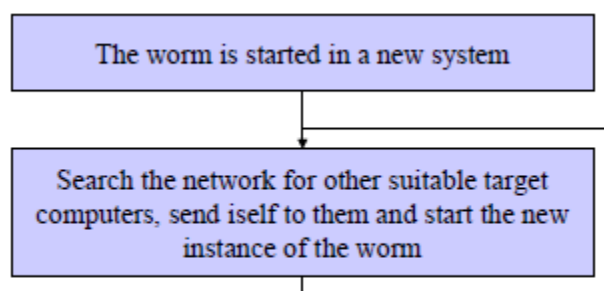 The worm is started in a new system
Search the network for other suitable target
computers, send iself to them and start the new
instance of the worm